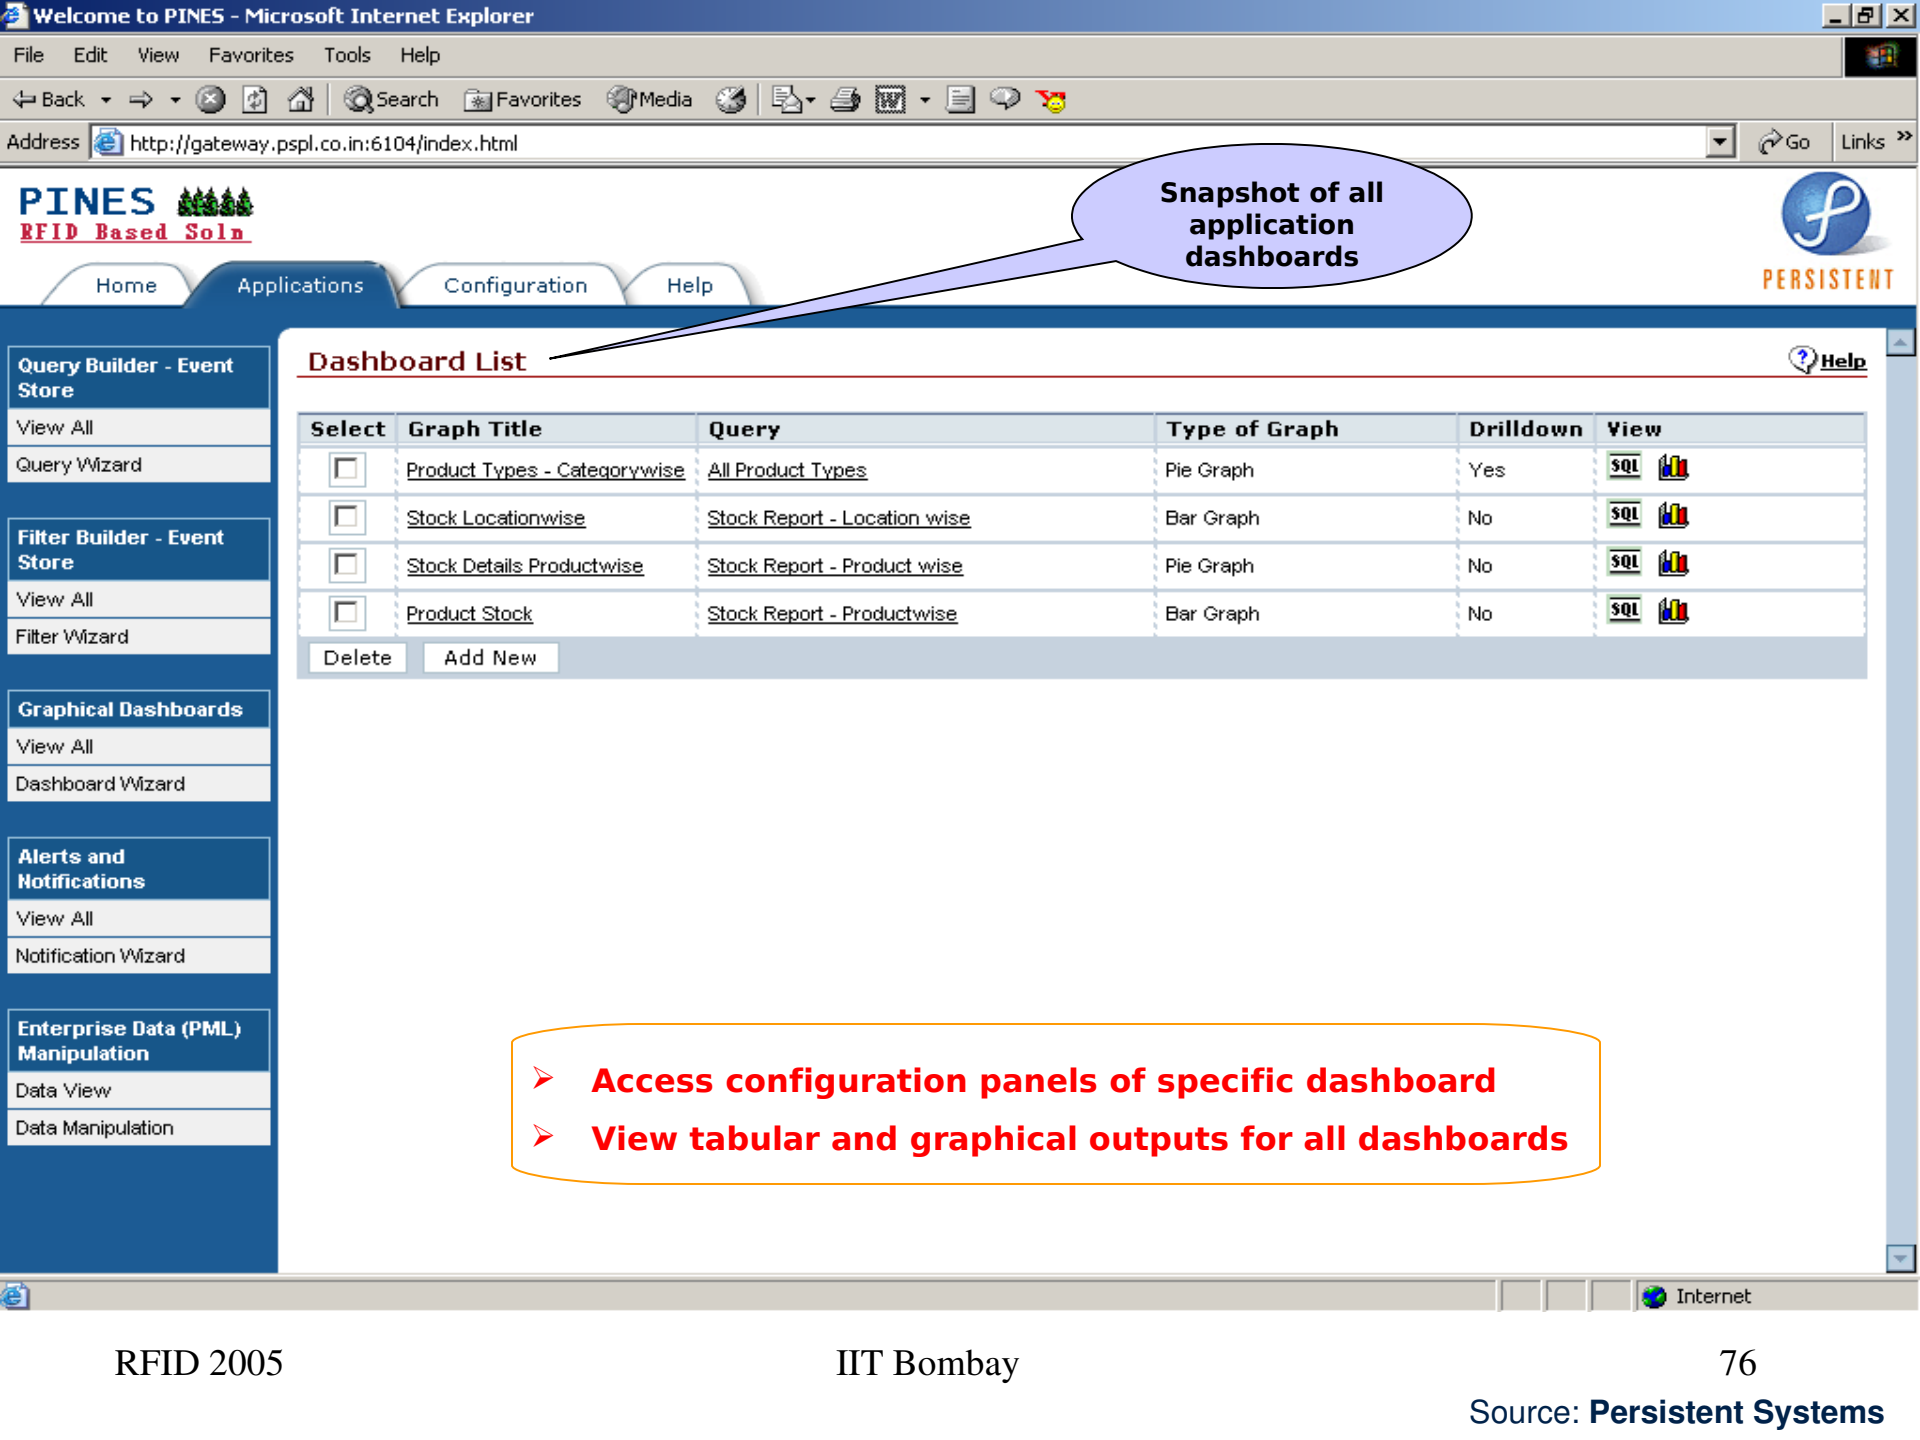 Welcome to PINES - Microsoft Internet Explorer
File Edit View Favorites Tools Help
Back Search Favorites Media
Address http://gateway.pspl.co.in:6104/index.html Go Links »
PINES
RFID Based Soln
Snapshot of all
application
dashboards
PERSISTENT
Home Applications Configuration Help
Query Builder - Event
Store
View All
Query Wizard
Filter Builder - Event
Store
View All
Filter Wizard
Graphical Dashboards
View All
Dashboard Wizard
Alerts and
Notifications
View All
Notification Wizard
Enterprise Data (PML)
Manipulation
Data View
Data Manipulation
Dashboard List Help
Select Graph Title Query Type of Graph Drilldown View
Product Types - Categorywise All Product Types Pie Graph Yes SQL
Stock Locationwise Stock Report - Location wise Bar Graph No SQL
Stock Details Productwise Stock Report - Product wise Pie Graph No SQL
Product Stock Stock Report - Productwise Bar Graph No SQL
Delete Add New
➢ Access configuration panels of specific dashboard
➢ View tabular and graphical outputs for all dashboards
Internet
RFID 2005 IIT Bombay 76
Source: Persistent Systems